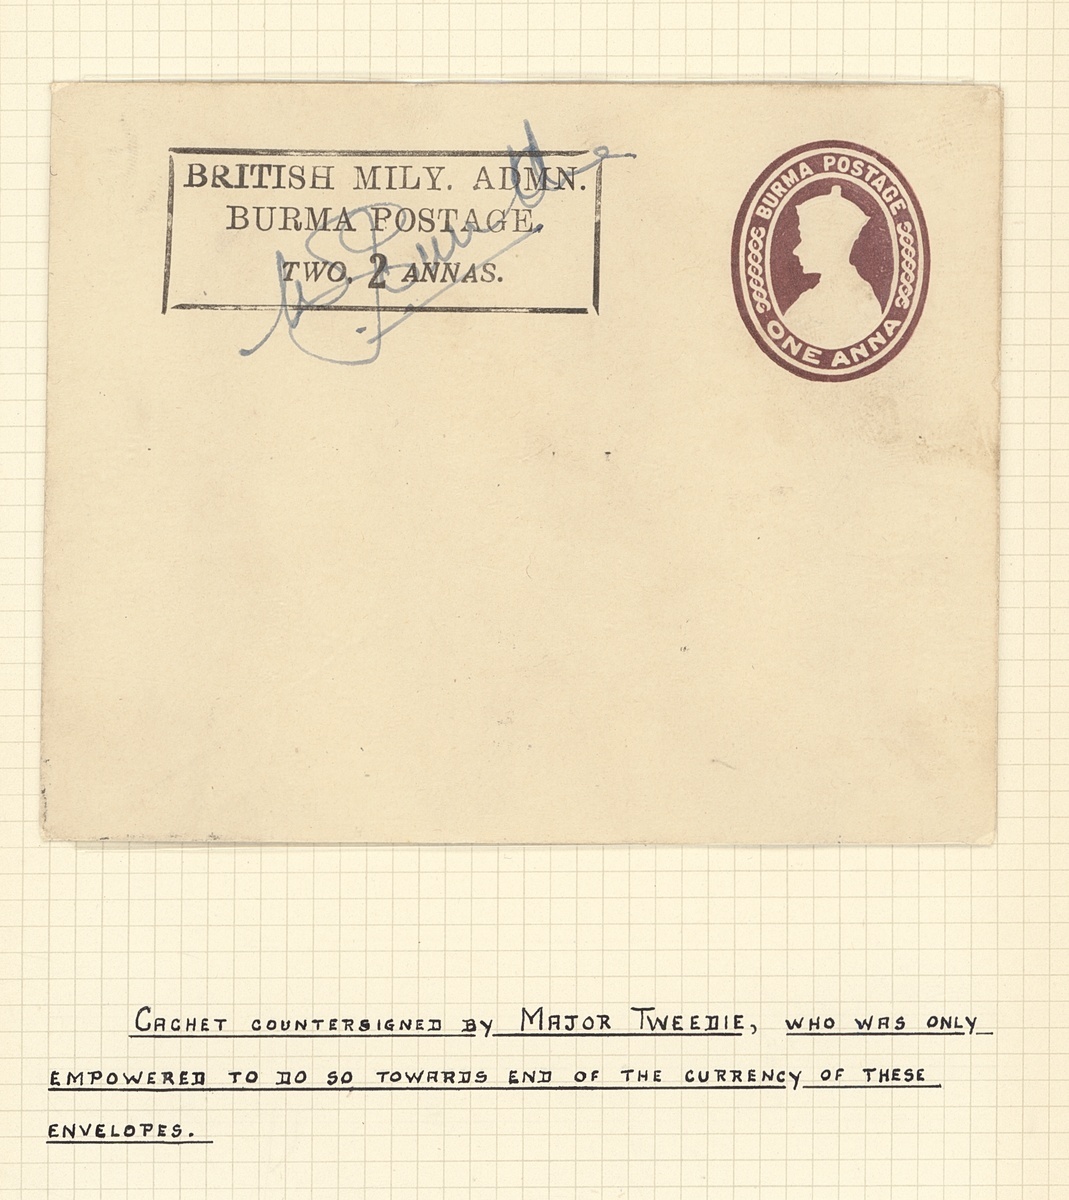 BRITISH MILY. ADMN.
BURMA POSTAGE.
TWO. 2 ANNAS.
BURMA POSTAGE
ONE ANNA
CACHET COUNTERSIGNED BY MAJOR TWEEDIE, WHO WAS ONLY
EMPOWERED TO DO SO TOWARDS END OF THE CURRENCY OF THESE
ENVELOPES.